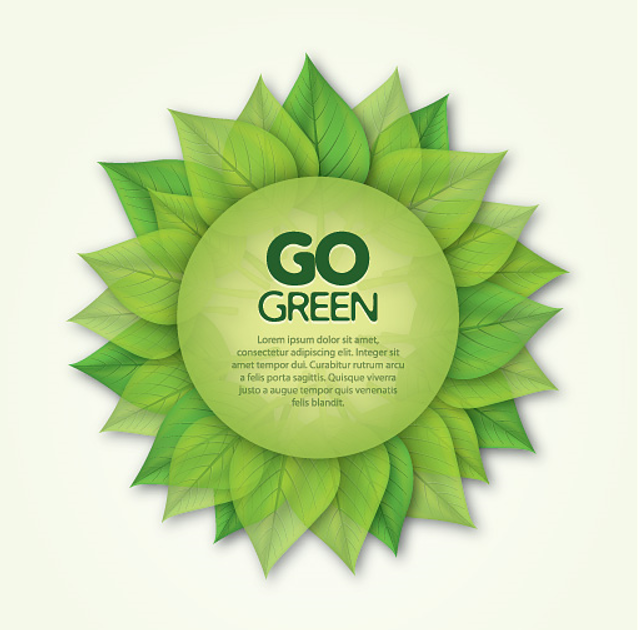 GO
GREEN
Lorem ipsum dolor sit amet,
consectetur adipiscing elit. Integer sit
amet tempor dui. Curabitur rutrum arcu
a felis porta sagittis. Quisque viverra
justo a augue tempor quis venenatis
felis blandit.